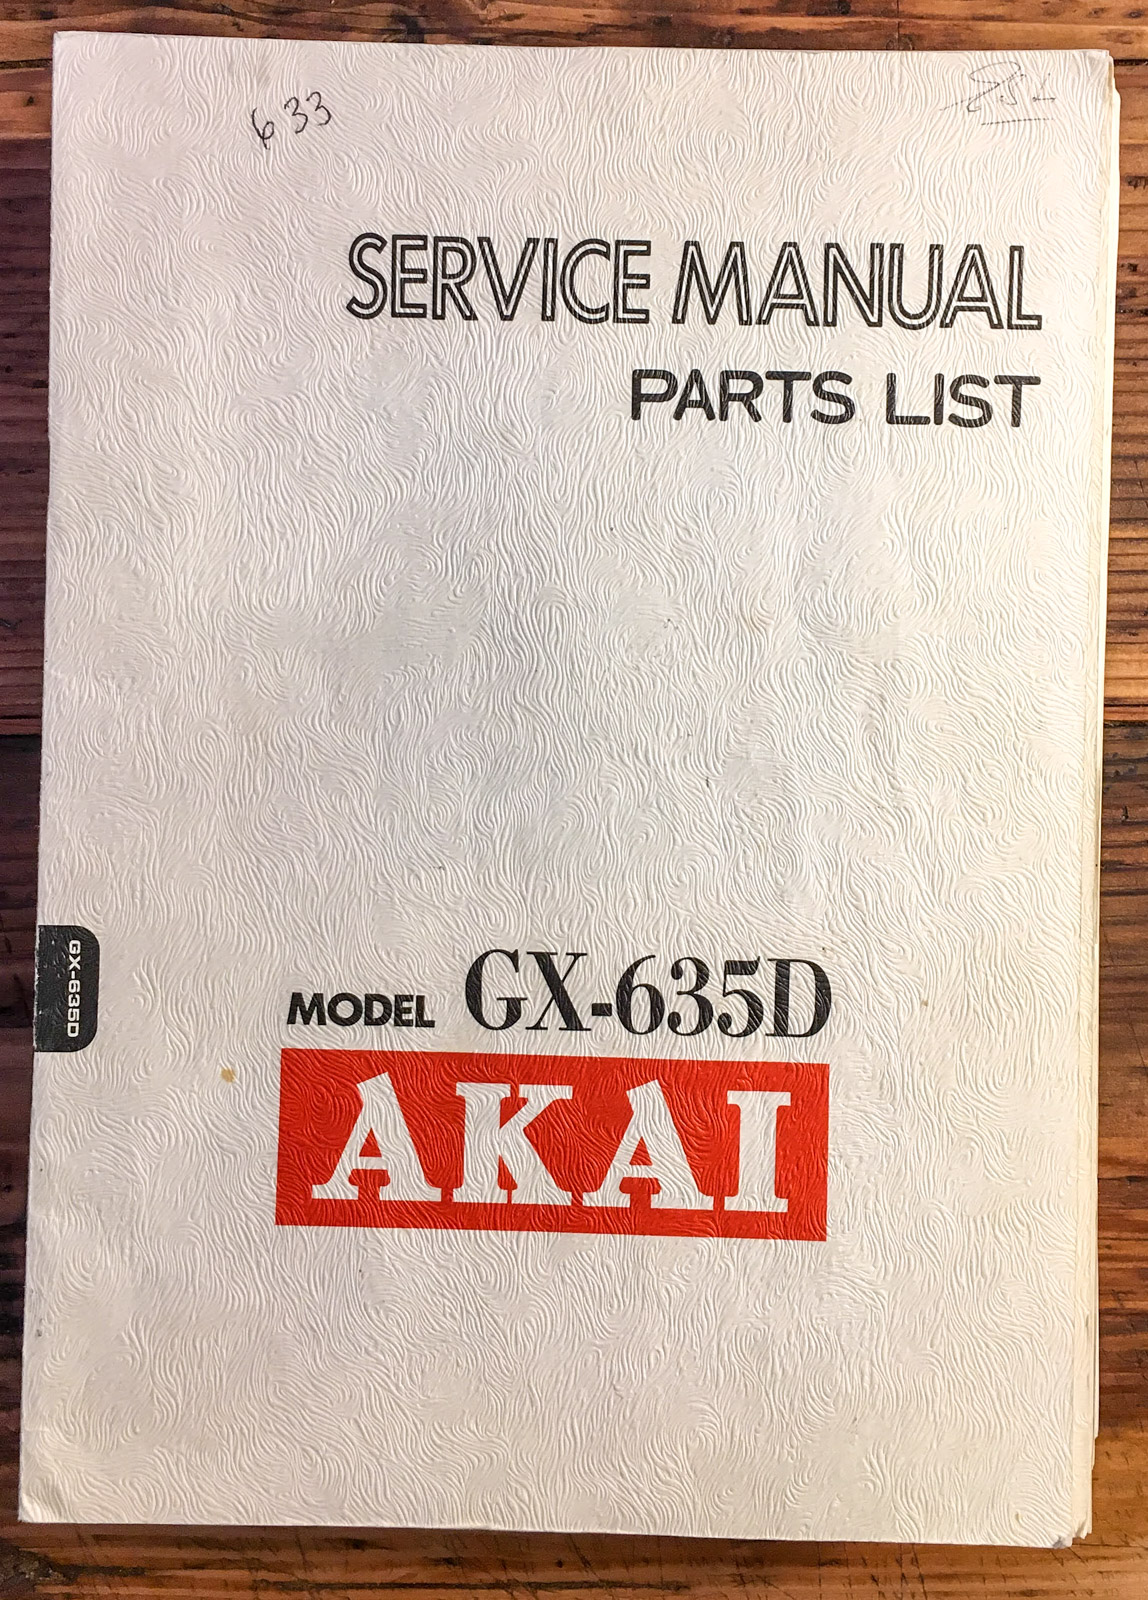 633
SERVICE MANUAL
PARTS LIST
GX-635D
MODEL GX-635D
AKAI